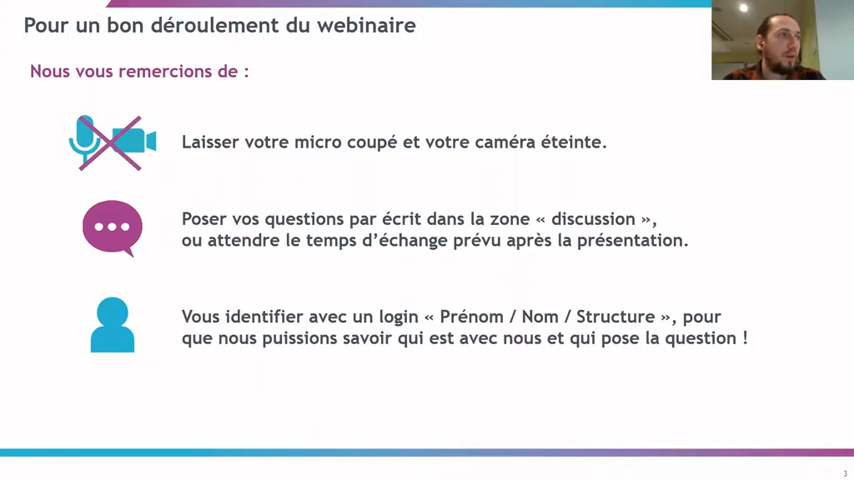 Pour un bon déroulement du webinaire
Nous vous remercions de :
Laisser votre micro coupé et votre caméra éteinte.
Poser vos questions par écrit dans la zone « discussion »,
ou attendre le temps d’échange prévu après la présentation.
Vous identifier avec un login « Prénom / Nom / Structure », pour
que nous puissions savoir qui est avec nous et qui pose la question !
3